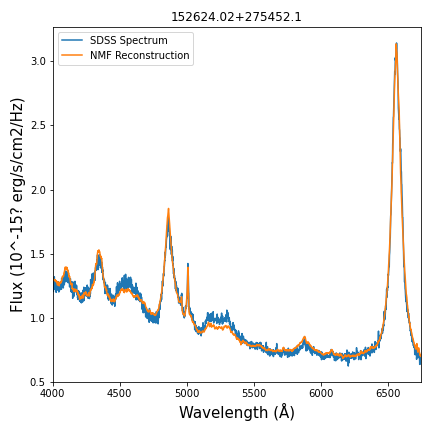 152624.02+275452.1
SDSS Spectrum
NMF Reconstruction
Flux (10^-15? erg/s/cm2/Hz)
3.0
2.5
2.0
1.5
1.0
0.5
4000 4500 5000 5500 6000 6500
Wavelength (Å)